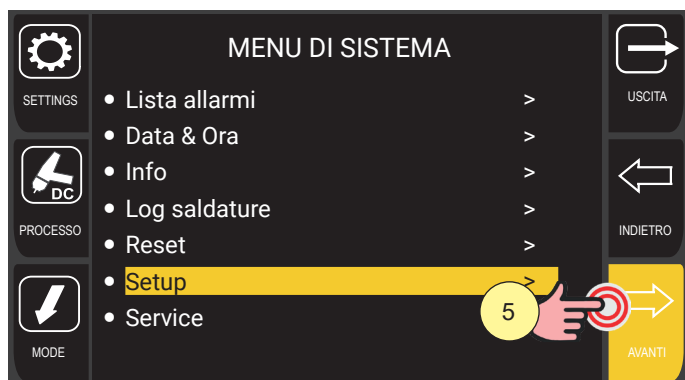 MENU DI SISTEMA
SETTINGS
DC
PROCESSO
MODE
• Lista allarmi >
• Data & Ora >
• Info >
• Log saldature >
• Reset >
• Setup >
• Service
5
USCITA
INDIETRO
AVANTI